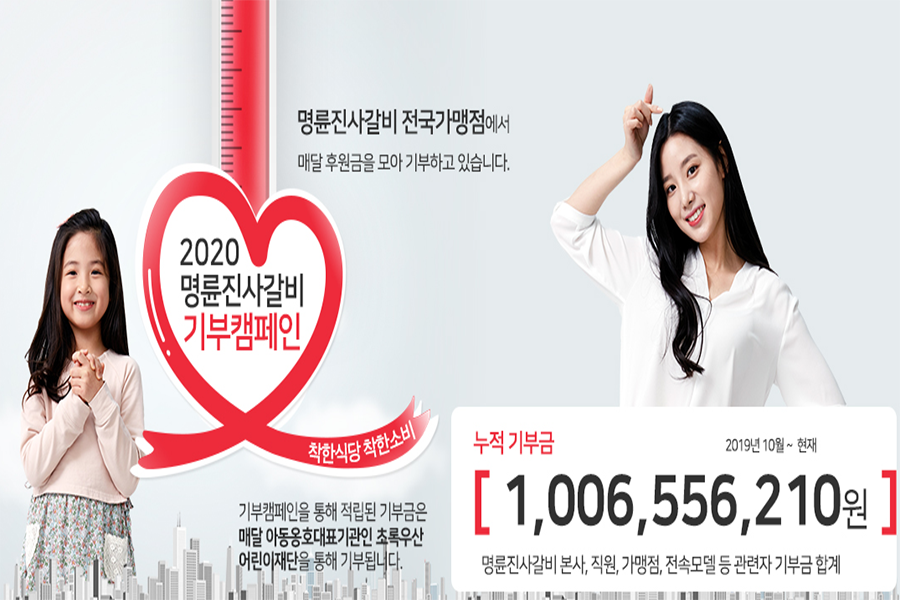 명륜진사갈비 전국가맹점에서
매달 후원금을 모아 기부하고 있습니다.
2020
명륜진사갈비
기부캠페인
착한식당 착한소비
기부캠페인을 통해 적립된 기부금은
매달 아동옹호대표기관인 초록우산
어린이재단을 통해 기부됩니다.
누적 기부금
2019년 10월 ~ 현재
[ 1,006,556,210원 ]
명륜진사갈비 본사, 직원, 가맹점, 전속모델 등 관련자 기부금 합계